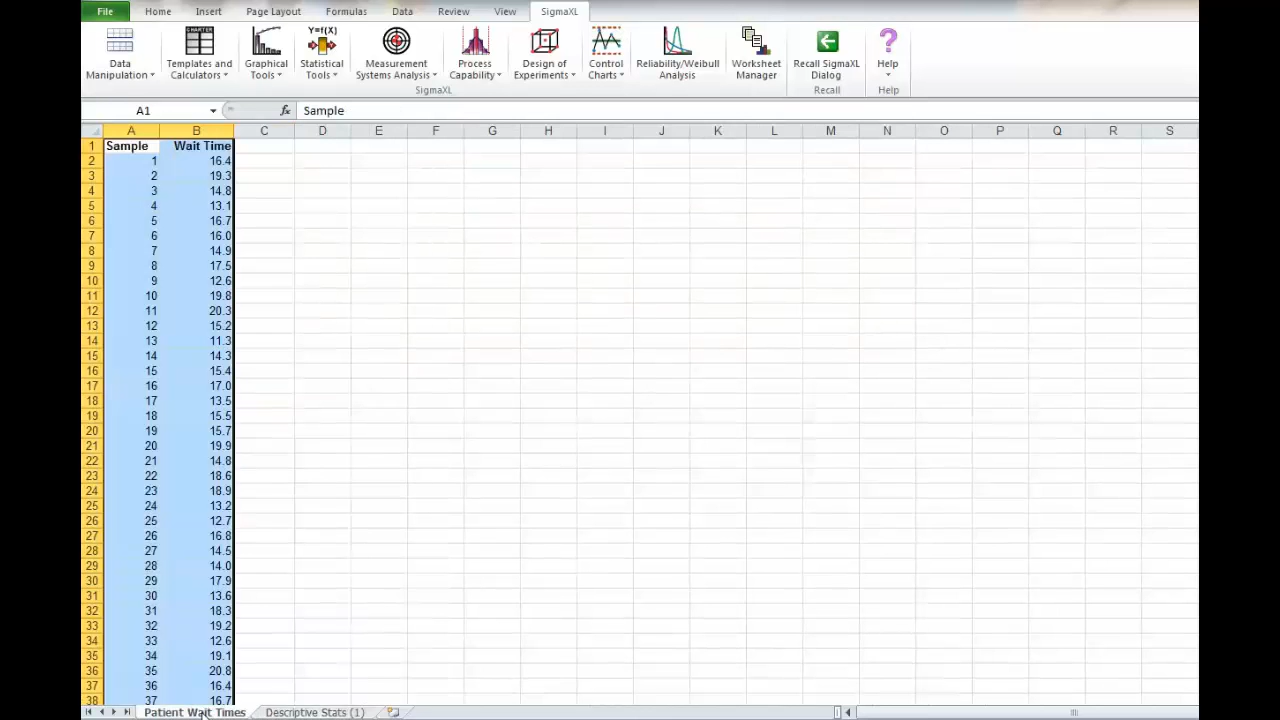 File Home Insert Page Layout Formulas Data Review View SigmaXL
Data Manipulation
Templates and Calculators
Graphical Tools
Y=f(X)
Statistical Tools
Measurement Systems Analysis
Process Capability
Design of Experiments
Control Charts
Reliability/Weibull Analysis
Worksheet Manager
Recall SigmaXL Dialog
Help
SigmaXL Recall Help
A1 fx Sample
A B C D E F G H I J K L M N O P Q R S
1 Sample Wait Time
2 1 16.4
3 2 19.3
4 3 14.8
5 4 13.1
6 5 16.7
7 6 16.0
8 7 14.9
9 8 17.5
10 9 12.6
11 10 19.8
12 11 20.3
13 12 15.2
14 13 11.3
15 14 14.3
16 15 15.4
17 16 17.0
18 17 13.5
19 18 15.5
20 19 15.7
21 20 19.9
22 21 14.8
23 22 18.6
24 23 18.9
25 24 13.2
26 25 12.7
27 26 16.8
28 27 14.5
29 28 14.0
30 29 17.9
31 30 13.6
32 31 18.3
33 32 19.2
34 33 12.6
35 34 19.1
36 35 20.8
37 36 16.4
38 37 16.7
Patient Wait Times Descriptive Stats (1)